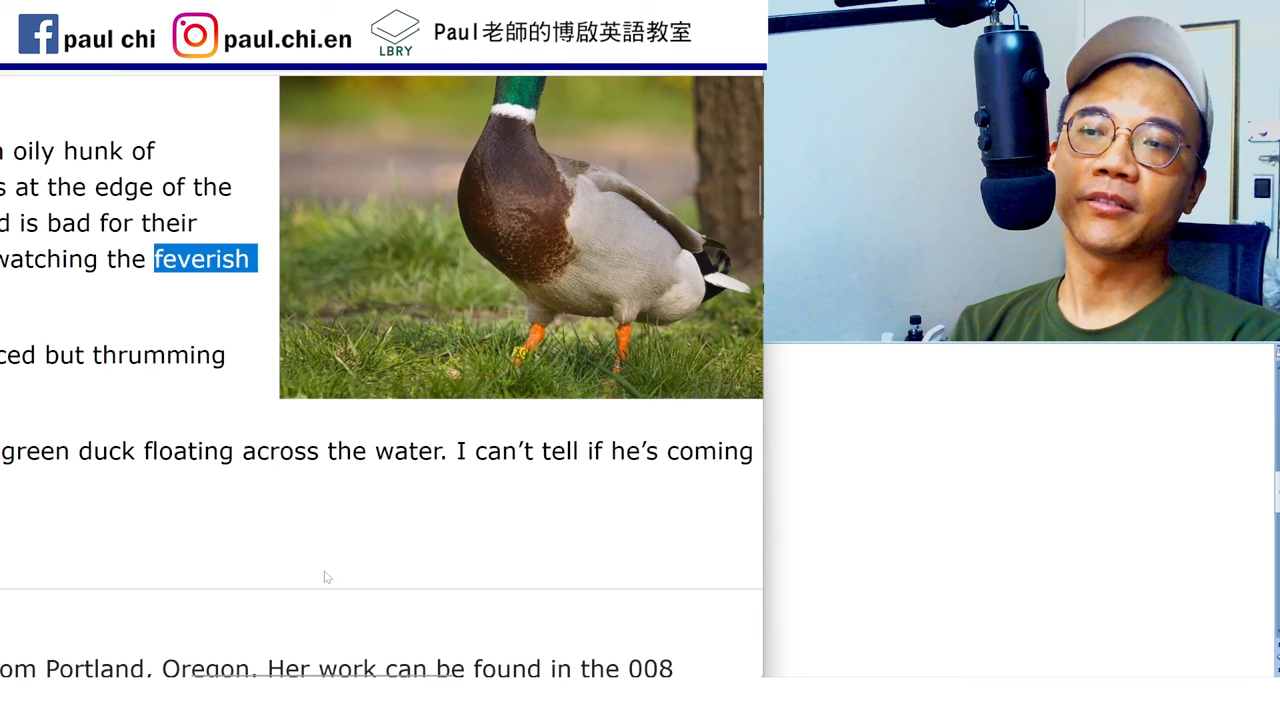 paul chi
paul.chi.en
LBRY
Paul老師的博啟英語教室
oily hunk of
at the edge of the
is bad for their
watching the feverish
but thrumming
green duck floating across the water. I can’t tell if he’s coming
om Portland, Oregon. Her work can be found in the 008